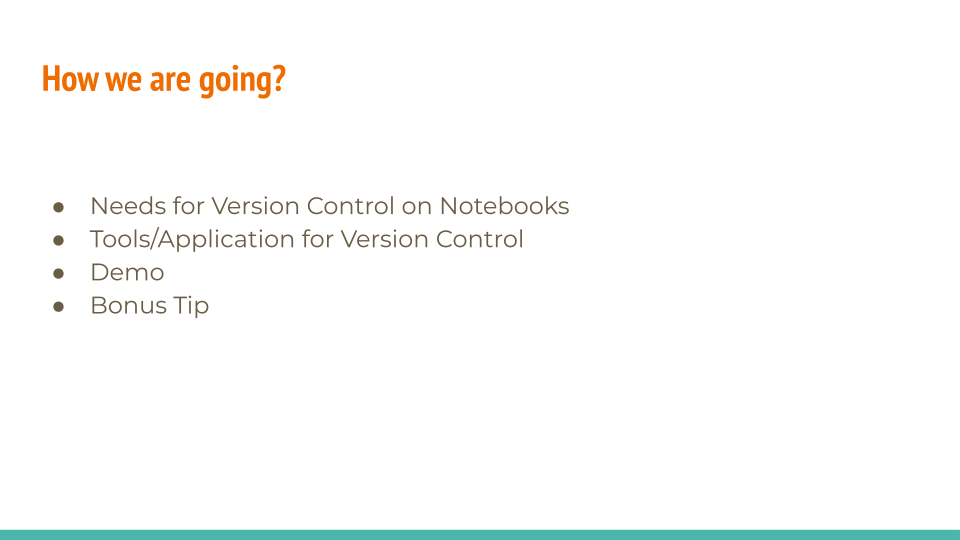 How we are going?
● Needs for Version Control on Notebooks
● Tools/Application for Version Control
● Demo
● Bonus Tip